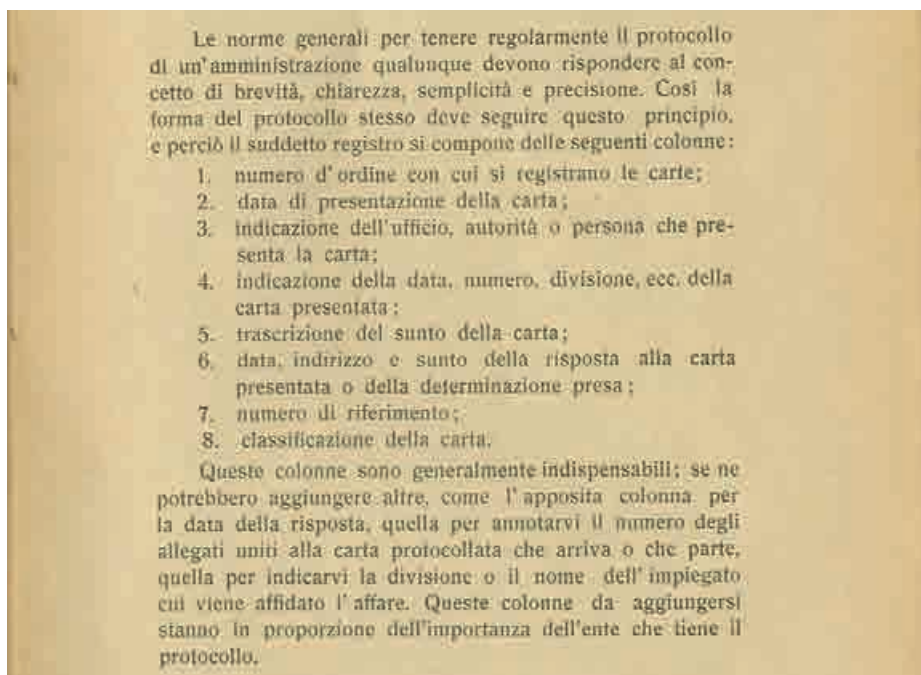 Le norme generali per tenere regolarmente il protocollo
di un'amministrazione qualunque devono rispondere al con-
cetto di brevità, chiarezza, semplicità e precisione. Così la
forma del protocollo stesso deve seguire questo principio,
e perciò il suddetto registro si compone delle seguenti colonne:
1. numero d'ordine con cui si registrano le carte;
2. data di presentazione della carta;
3. indicazione dell'ufficio, autorità o persona che pre-
senta la carta;
4. indicazione della data, numero, divisione, ecc. della
carta presentata;
5. trascrizione del sunto della carta;
6. data, indirizzo e sunto della risposta alla carta
presentata o della determinazione presa;
7. numero di riferimento;
8. classificazione della carta.
Queste colonne sono generalmente indispensabili; se ne
potrebbero aggiungere altre, come l'apposita colonna per
la data della risposta, quella per annotarvi il numero degli
allegati uniti alla carta protocollata che arriva o che parte,
quella per indicarvi la divisione o il nome dell'impiegato
cui viene affidato l'affare. Queste colonne da aggiungersi
stanno in proporzione dell'importanza dell'ente che tiene il
protocollo.